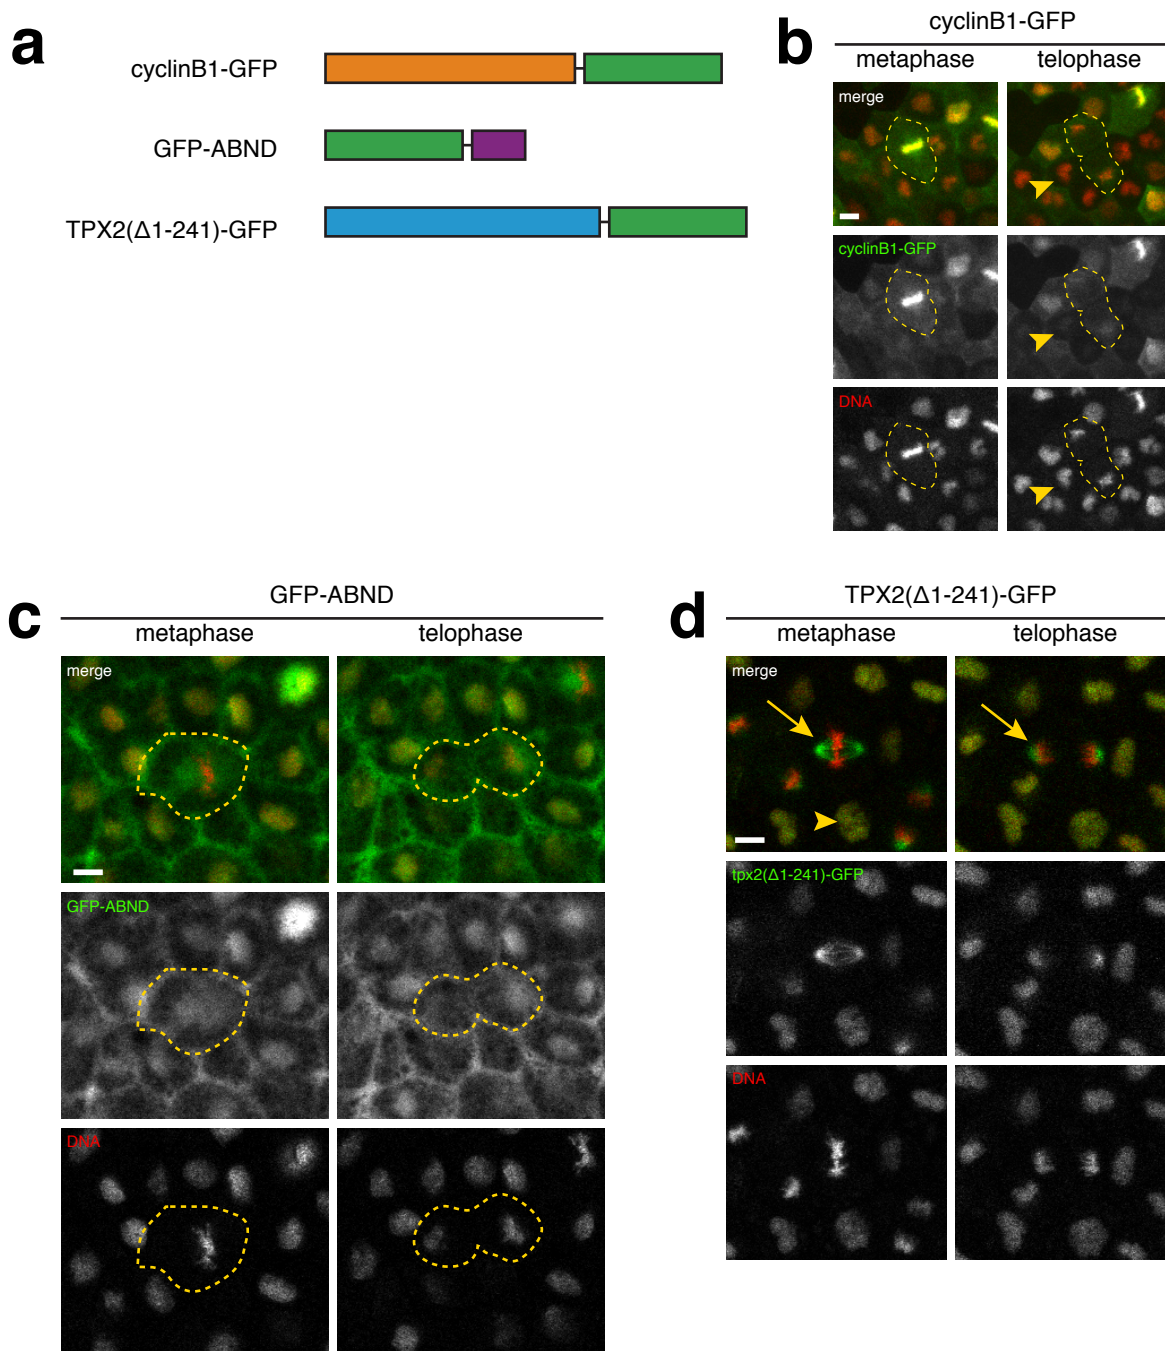 a
cyclinB1-GFP
GFP-ABND
TPX2(Δ1-241)-GFP
b
cyclinB1-GFP
metaphase telophase
merge
cyclinB1-GFP
DNA
c
GFP-ABND
metaphase telophase
merge
GFP-ABND
DNA
d
TPX2(Δ1-241)-GFP
metaphase telophase
merge
tpx2(Δ1-241)-GFP
DNA